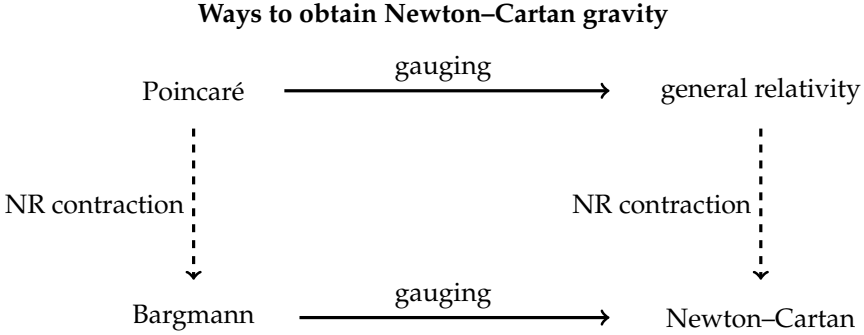 Ways to obtain Newton–Cartan gravity
gauging
Poincaré
general relativity
NR contraction
NR contraction
gauging
Bargmann
Newton–Cartan